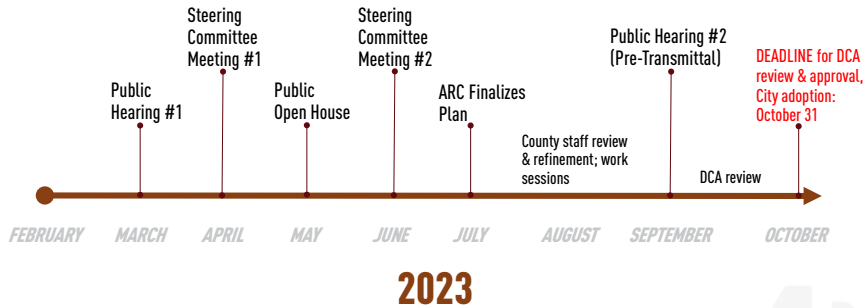 Steering
Committee
Meeting #1
Steering
Committee
Meeting #2
Public Hearing #2
(Pre-Transmittal)
DEADLINE for DCA
review & approval,
City adoption:
October 31
Public
Hearing #1
Public
Open House
ARC Finalizes
Plan
County staff review
& refinement; work
sessions
DCA review
FEBRUARY MARCH APRIL MAY JUNE JULY AUGUST SEPTEMBER OCTOBER
2023